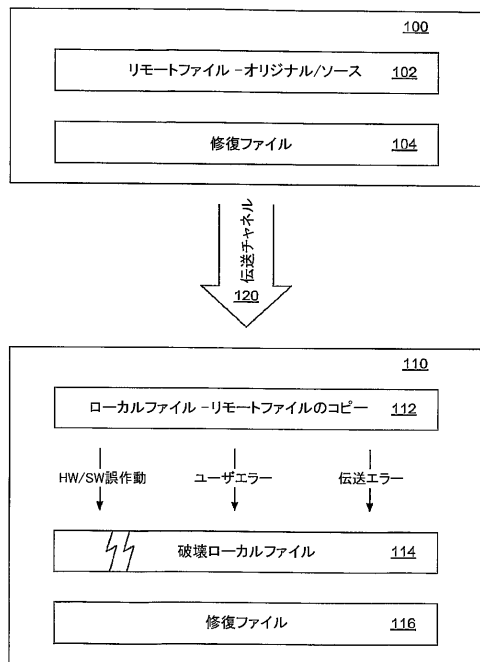 100
リモートファイル－オリジナル/ソース 102
修復ファイル 104
伝送チャネル
120
110
ローカルファイル－リモートファイルのコピー 112
HW/SW誤作動 ユーザエラー 伝送エラー
破壊ローカルファイル 114
修復ファイル 116